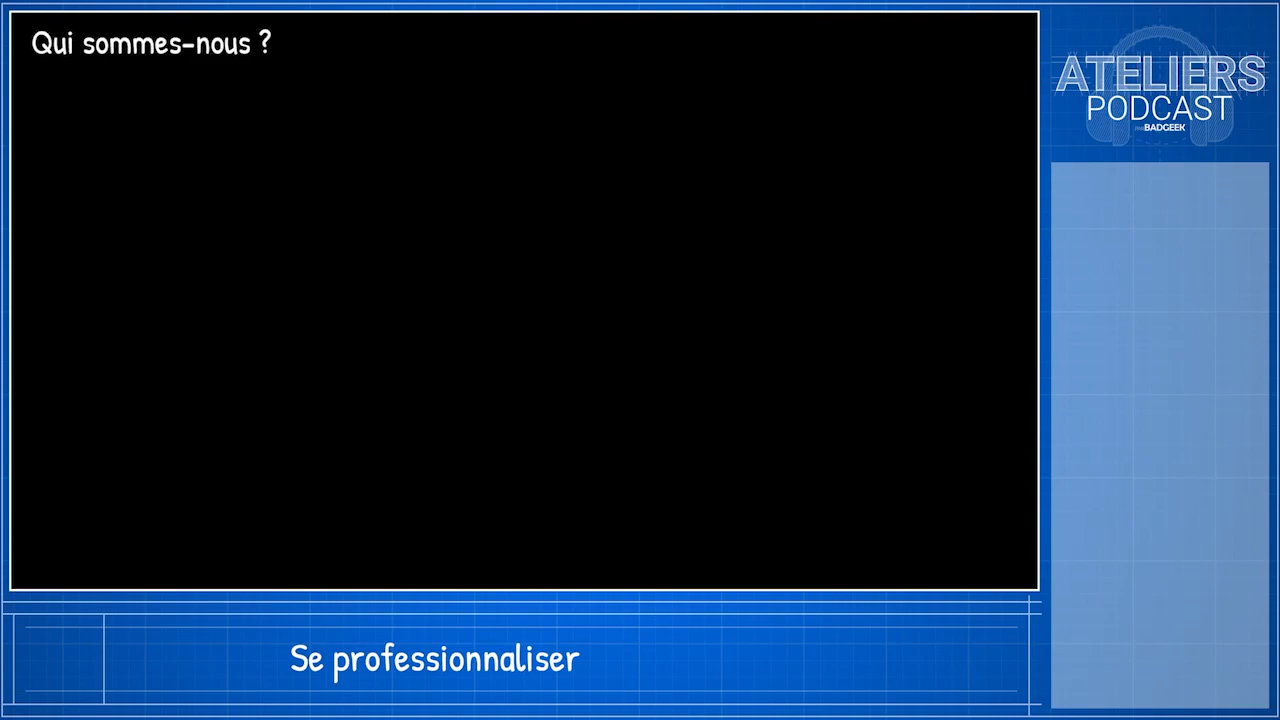 Qui sommes-nous ?
ATELIERS
PODCAST
BADGEEK
Se professionnaliser